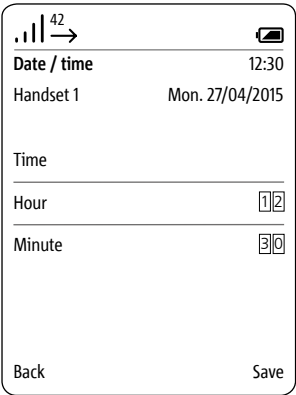 42
Date / time 12:30
Handset 1 Mon. 27/04/2015
Time
Hour 12
Minute 30
Back Save